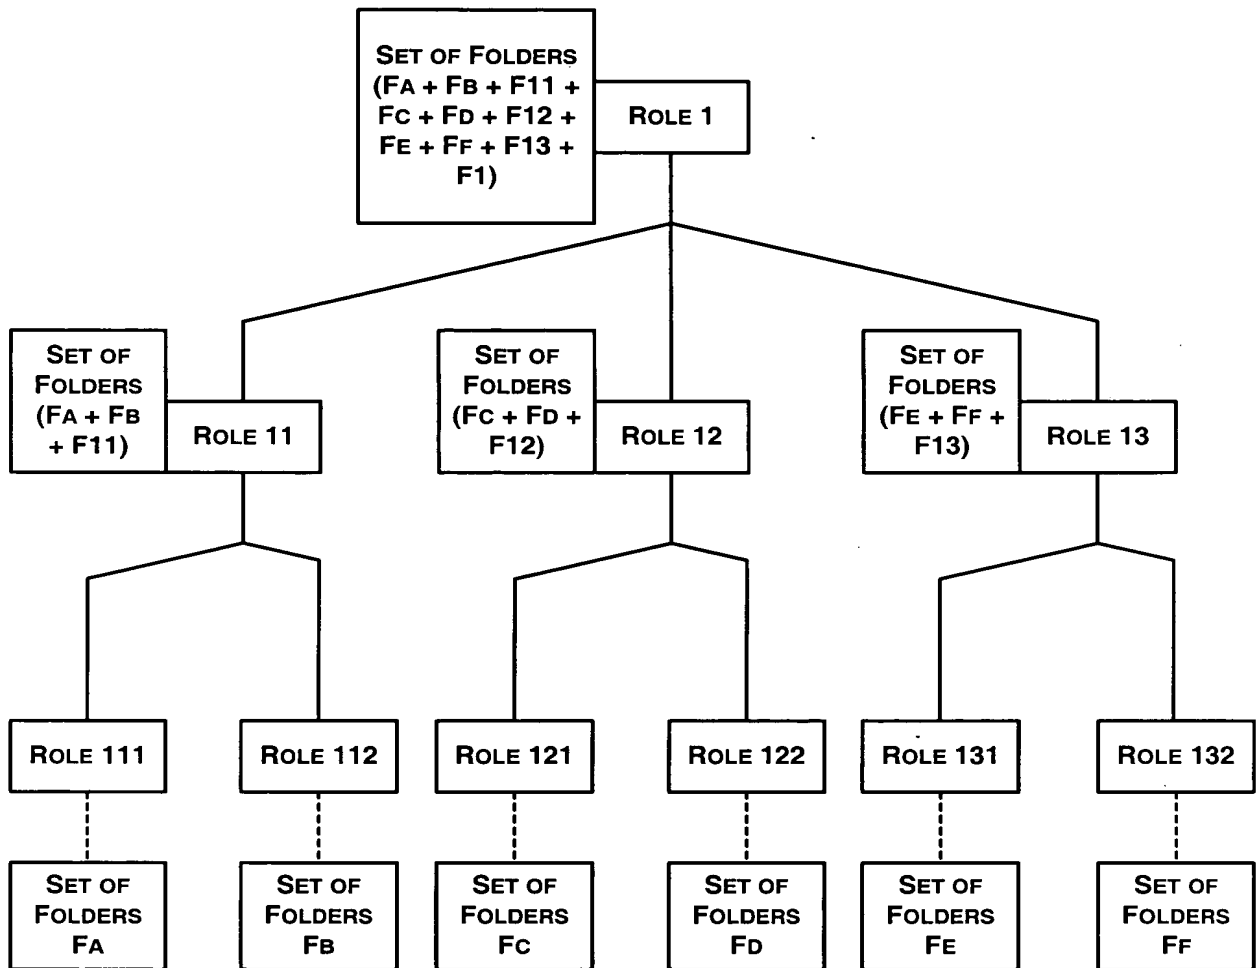 SET OF FOLDERS
(FA + FB + F11 +
FC + FD + F12 +
FE + FF + F13 +
F1)
ROLE 1
SET OF
FOLDERS
(FA + FB
+ F11)
ROLE 11
SET OF
FOLDERS
(FC + FD +
F12)
ROLE 12
SET OF
FOLDERS
(FE + FF +
F13)
ROLE 13
ROLE 111
ROLE 112
ROLE 121
ROLE 122
ROLE 131
ROLE 132
SET OF
FOLDERS
FA
SET OF
FOLDERS
FB
SET OF
FOLDERS
FC
SET OF
FOLDERS
FD
SET OF
FOLDERS
FE
SET OF
FOLDERS
FF